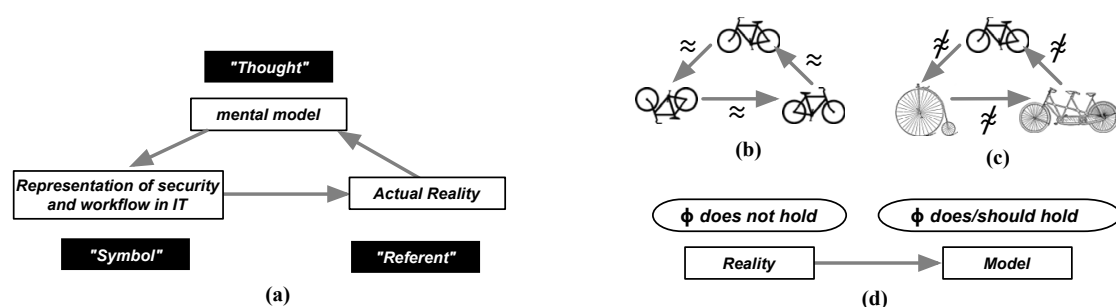 "Thought"
mental model
Representation of security
and workflow in IT
Actual Reality
"Symbol"
"Referent"
(a)
≈
≈
≈
(b)
≉
≉
≉
(c)
ϕ does not hold
ϕ does/should hold
Reality
Model
(d)